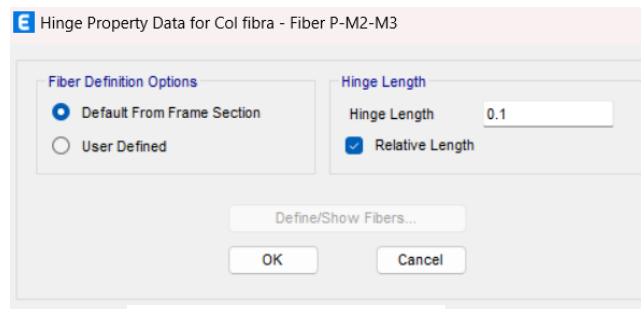 E Hinge Property Data for Col fibra - Fiber P-M2-M3
Fiber Definition Options
Default From Frame Section
User Defined
Hinge Length
Hinge Length 0.1
Relative Length
Define/Show Fibers...
OK Cancel